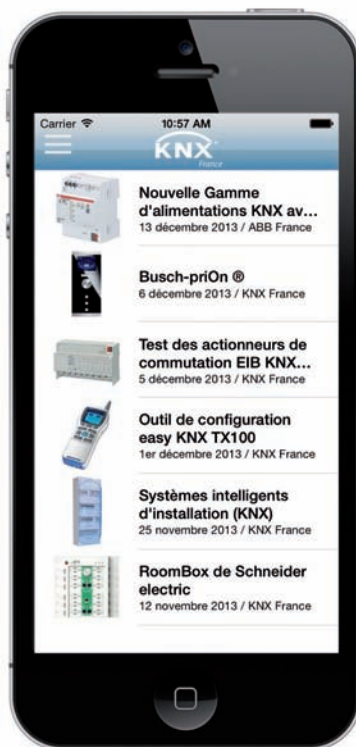 Carrier 10:57 AM
KNX
France
Nouvelle Gamme
d'alimentations KNX av...
13 décembre 2013 / ABB France
Busch-priOn ®
6 décembre 2013 / KNX France
Test des actionneurs de
commutation EIB KNX...
5 décembre 2013 / KNX France
Outil de configuration
easy KNX TX100
1er décembre 2013 / KNX France
Systèmes intelligents
d'installation (KNX)
25 novembre 2013 / KNX France
RoomBox de Schneider
electric
12 novembre 2013 / KNX France